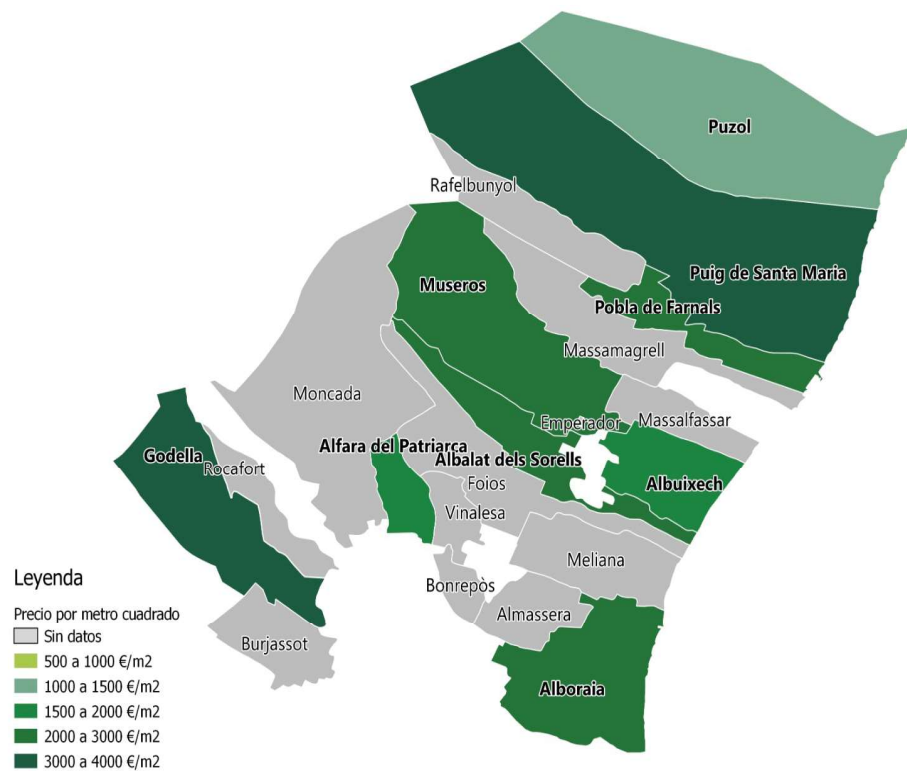 Puzol
Rafelbunyol
Puig de Santa Maria
Museros
Pobla de Farnals
Massamagrell
Moncada
Emperador
Massalfassar
Alfara del Patriarca
Godella
Rocafort
Albalat dels Sorells
Foios
Albuixech
Vinalesa
Meliana
Bonrepòs
Almassera
Burjassot
Alboraia
Leyenda
Precio por metro cuadrado
Sin datos
500 a 1000 €/m2
1000 a 1500 €/m2
1500 a 2000 €/m2
2000 a 3000 €/m2
3000 a 4000 €/m2